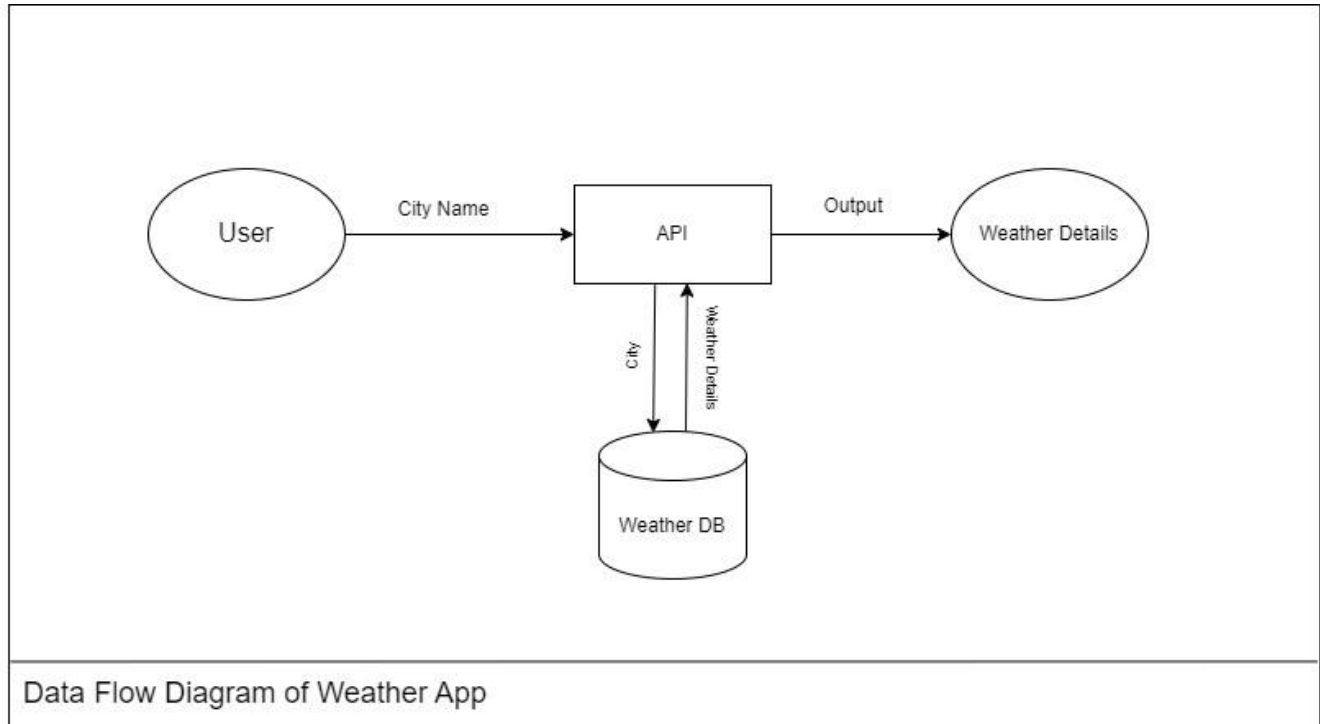 City Name
Output
User
API
Weather Details
City
Weather Details
Weather DB
Data Flow Diagram of Weather App